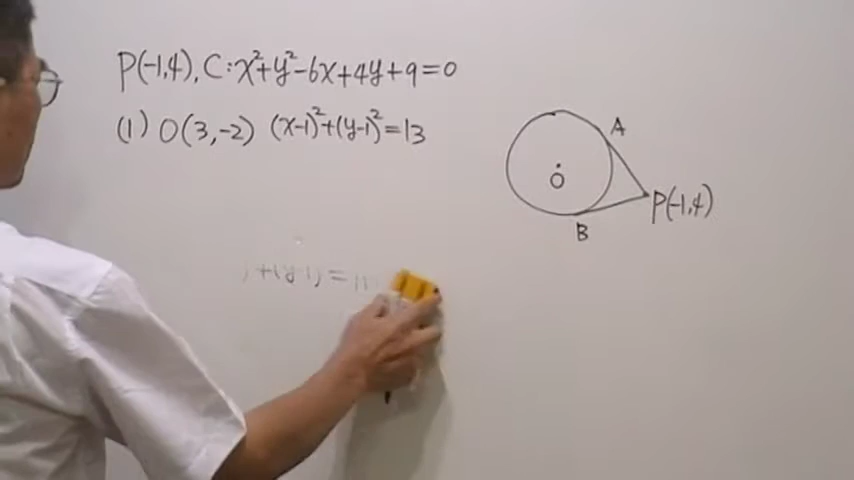 P(-1,4), C:x²+y²-6x+4y+9=0
(1) O(3,-2) (x-1)²+(y-1)²=13
A
O
P(-1,4)
B